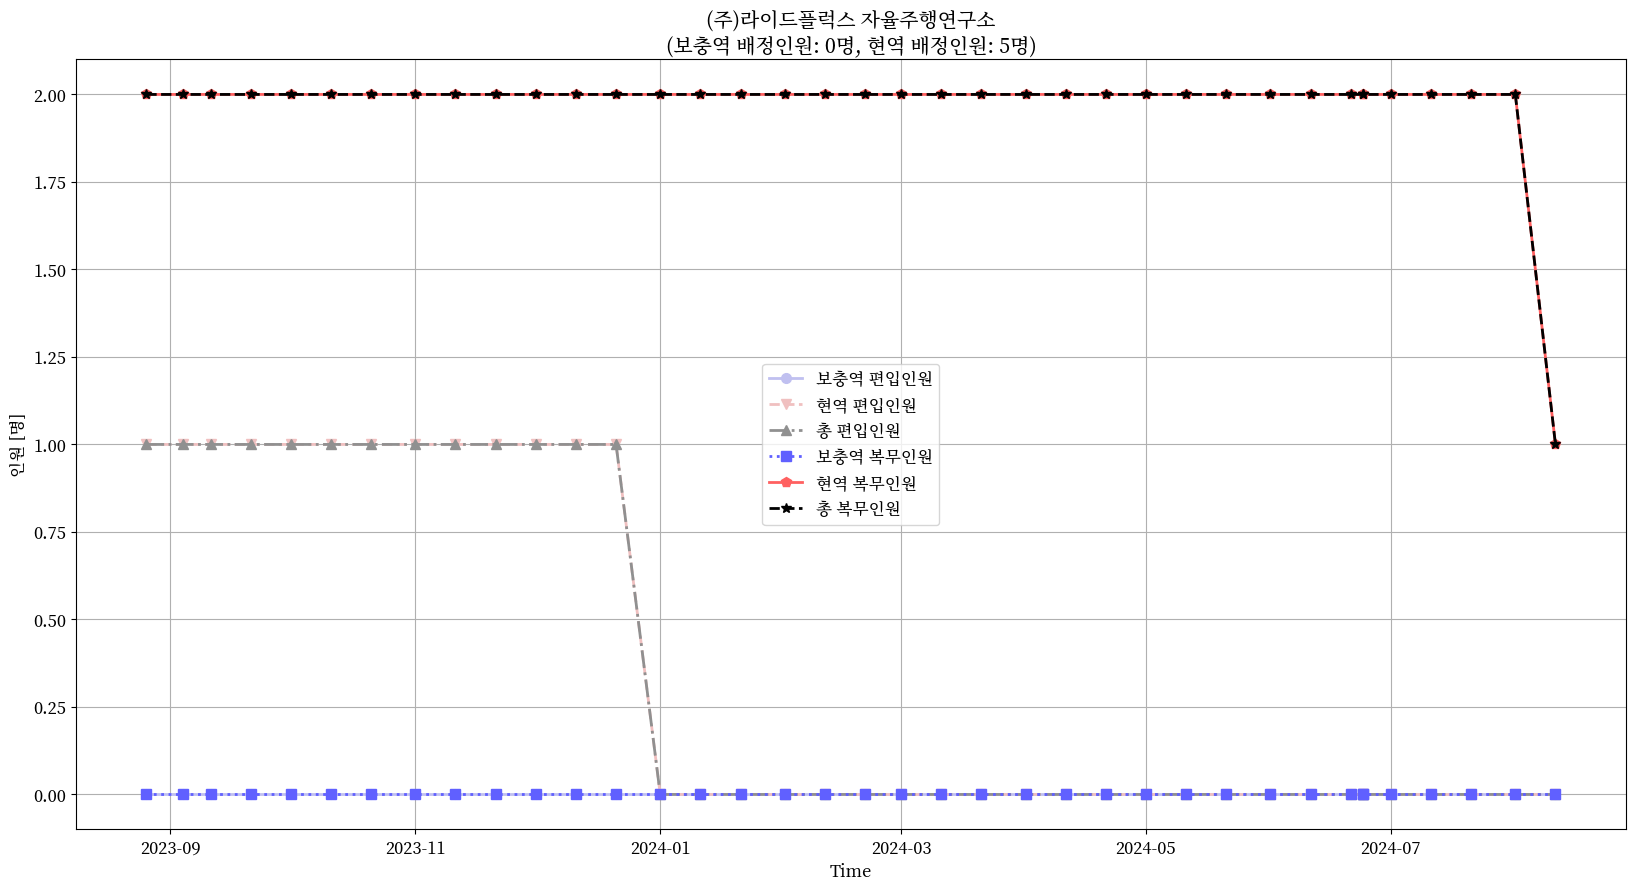 (주)라이드플럭스 자율주행연구소
(보충역 배정인원: 0명, 현역 배정인원: 5명)
2.00
1.75
1.50
1.25
1.00
0.75
0.50
0.25
0.00
인원 [명]
보충역 편입인원
현역 편입인원
총 편입인원
보충역 복무인원
현역 복무인원
총 복무인원
2023-09
2023-11
2024-01
2024-03
2024-05
2024-07
Time